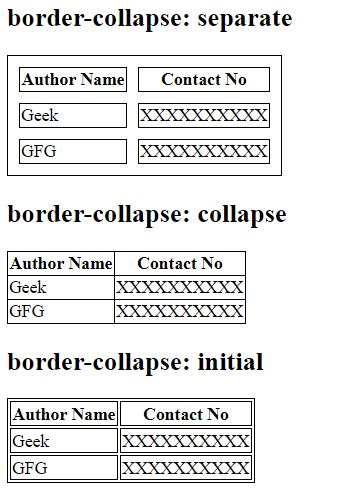 border-collapse: separate
Author Name Contact No
Geek XXXXXXXXXX
GFG XXXXXXXXXX
border-collapse: collapse
Author Name Contact No
Geek XXXXXXXXXX
GFG XXXXXXXXXX
border-collapse: initial
Author Name Contact No
Geek XXXXXXXXXX
GFG XXXXXXXXXX